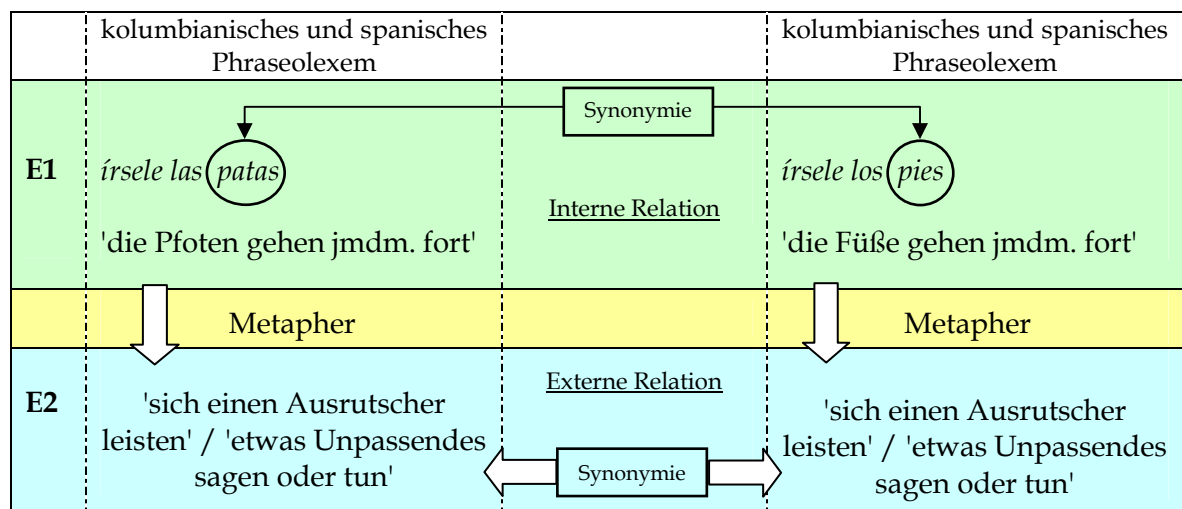 kolumbianisches und spanisches
Phraseolexem
kolumbianisches und spanisches
Phraseolexem
Synonymie
E1
írsele las patas
írsele los pies
Interne Relation
'die Pfoten gehen jmdm. fort'
'die Füße gehen jmdm. fort'
Metapher
Metapher
E2
'sich einen Ausrutscher
leisten' / 'etwas Unpassendes
sagen oder tun'
Externe Relation
Synonymie
'sich einen Ausrutscher
leisten' / 'etwas Unpassendes
sagen oder tun'